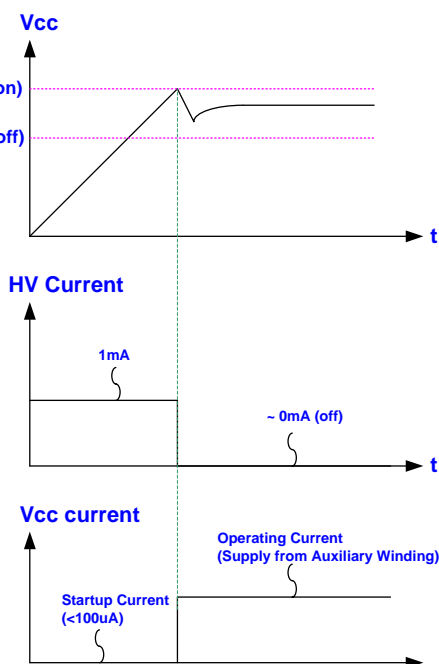 Vcc
on)
off)
t
HV Current
1mA
~ 0mA (off)
t
Vcc current
Operating Current
(Supply from Auxiliary Winding)
Startup Current
(<100uA)